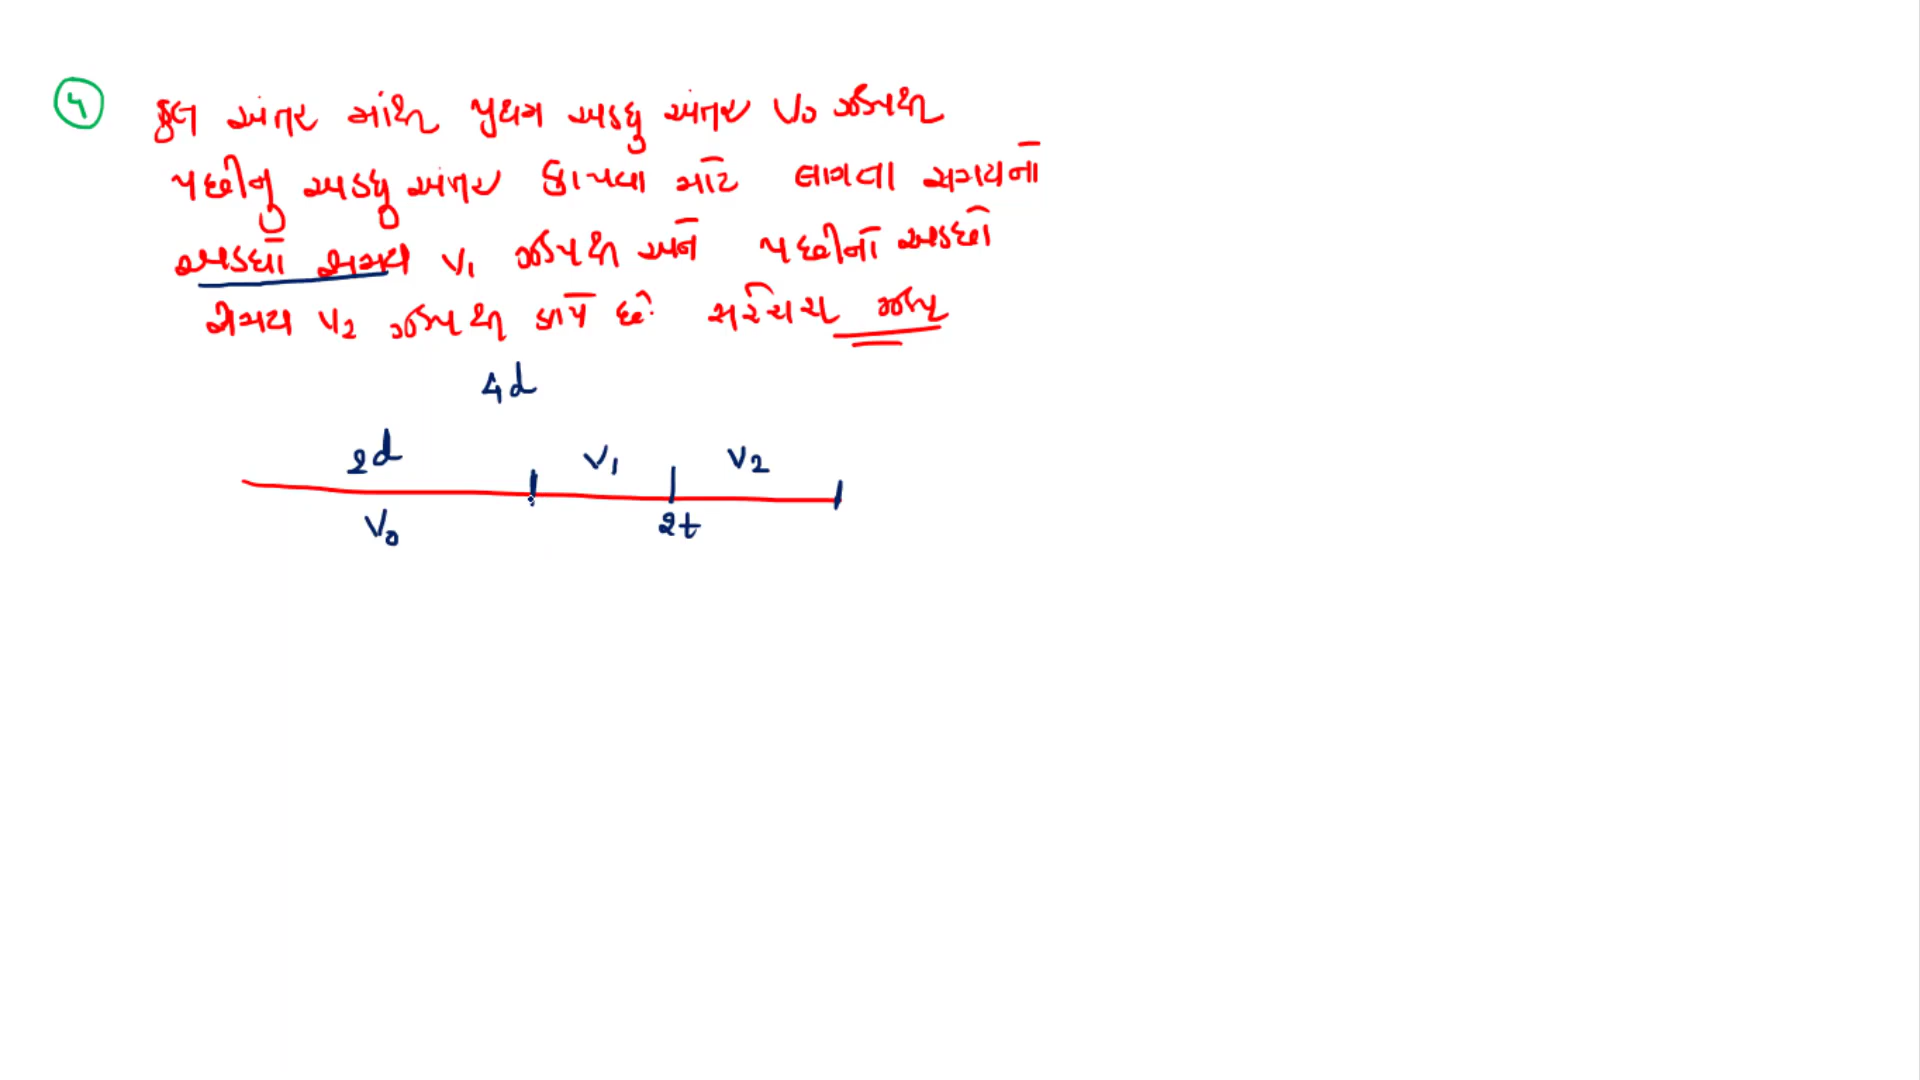 ૫ કુલ અંતર માંથી પ્રથમ અડધુ અંતર V₀ ઝડપથી
પછીનુ અડધુ અંતર કાપવા માટે લાગતા સમયનો
અડધો સમય V₁ ઝડપથી અને પછીનો અડધો
સમય V₂ ઝડપથી કાપે છે. સરેરાશ ઝડપ
4d
2d V₁ V₂
V₀ 2t